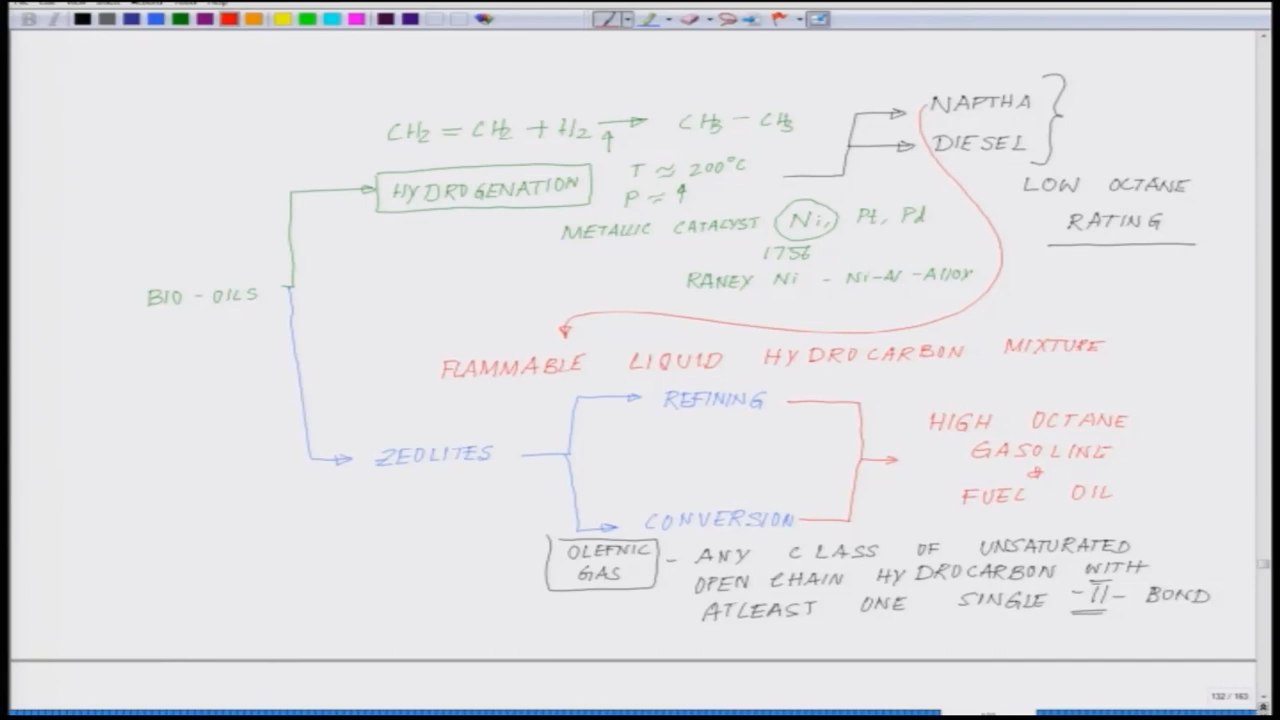 CH2 = CH2 + H2 → CH3 - CH3
NAPTHA
DIESEL
HYDROGENATION
T ≈ 200°C
P ≈ ↑
LOW OCTANE
RATING
METALLIC CATALYST Ni, Pt, Pd
1756
RANEY Ni - Ni-Al-Alloy
BIO-OILS
FLAMMABLE LIQUID HYDROCARBON MIXTURE
REFINING
ZEOLITES
HIGH OCTANE
GASOLINE
&
FUEL OIL
CONVERSION
OLEFNIC
GAS
- ANY CLASS OF UNSATURATED
OPEN CHAIN HYDROCARBON WITH
ATLEAST ONE SINGLE -π- BOND
132 / 163